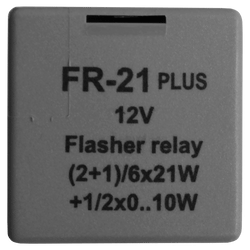 FR-21 PLUS
12V
Flasher relay
(2+1)/6x21W
+1/2x0..10W